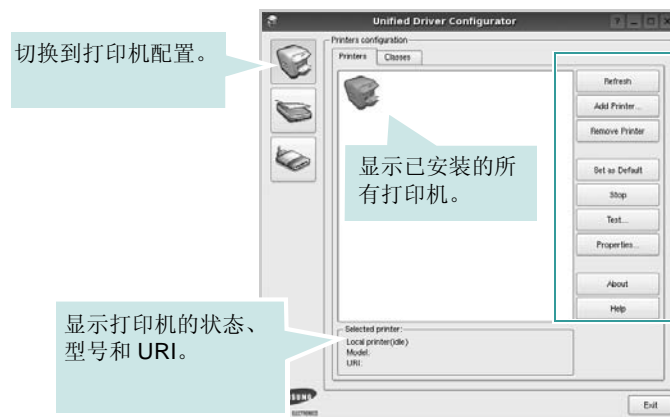 Unified Driver Configurator
切换到打印机配置。
Printers configuration
Printers
Classes
Refresh
Add Printer...
Remove Printer
显示已安装的所
有打印机。
Set as Default
Stop
Test...
Properties...
About
Help
显示打印机的状态、
型号和 URI。
Selected printer:
Local printer(idle)
Model:
URI:
ELECTRONICS
Exit